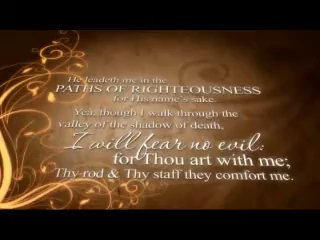 He leadeth me in the
PATHS OF RIGHTEOUSNESS
for His name's sake.
Yea, though I walk through the
valley of the shadow of death,
I will fear no evil:
for Thou art with me;
Thy rod & Thy staff they comfort me.